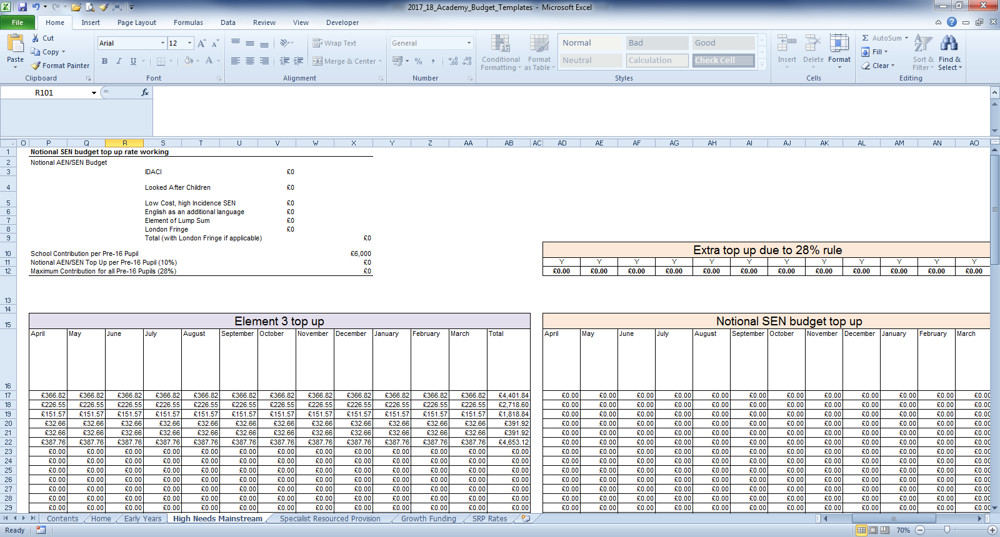 2017_18_Academy_Budget_Templates - Microsoft Excel
File Home Insert Page Layout Formulas Data Review View Developer
Paste Cut Copy Format Painter Clipboard
Arial 12 B I U A Font
Wrap Text Merge & Center Alignment
General % , Number
Conditional Formatting Format as Table
Normal Bad Good
Neutral Calculation Check Cell
Styles
Insert Delete Format Cells
Σ AutoSum Fill Clear Sort & Filter Find & Select Editing
R101 fx
O P Q R S T U V W X Y Z AA AB AC AD AE AF AG AH AI AJ AK AL AM AN AO
1 Notional SEN budget top up rate working
2 Notional AEN/SEN Budget
3 IDACI £0
4 Looked After Children £0
5 Low Cost, high Incidence SEN £0
6 English as an additional language £0
7 Element of Lump Sum £0
8 London Fringe £0
9 Total (with London Fringe if applicable) £0
10 School Contribution per Pre-16 Pupil £6,000 Extra top up due to 28% rule
11 Notional AEN/SEN Top Up per Pre-16 Pupil (10%) £0 Y Y Y Y Y Y Y Y Y Y Y Y
12 Maximum Contribution for all Pre-16 Pupils (28%) £0 £0.00 £0.00 £0.00 £0.00 £0.00 £0.00 £0.00 £0.00 £0.00 £0.00 £0.00 £0.00
13
14
15 Element 3 top up Notional SEN budget top up
16 April May June July August September October November December January February March Total April May June July August September October November December January February March
17 £366.82 £366.82 £366.82 £366.82 £366.82 £366.82 £366.82 £366.82 £366.82 £366.82 £366.82 £366.82 £4,401.84 £0.00 £0.00 £0.00 £0.00 £0.00 £0.00 £0.00 £0.00 £0.00 £0.00 £0.00 £0.00
18 £226.55 £226.55 £226.55 £226.55 £226.55 £226.55 £226.55 £226.55 £226.55 £226.55 £226.55 £226.55 £2,718.60 £0.00 £0.00 £0.00 £0.00 £0.00 £0.00 £0.00 £0.00 £0.00 £0.00 £0.00 £0.00
19 £151.57 £151.57 £151.57 £151.57 £151.57 £151.57 £151.57 £151.57 £151.57 £151.57 £151.57 £151.57 £1,818.84 £0.00 £0.00 £0.00 £0.00 £0.00 £0.00 £0.00 £0.00 £0.00 £0.00 £0.00 £0.00
20 £32.66 £32.66 £32.66 £32.66 £32.66 £32.66 £32.66 £32.66 £32.66 £32.66 £32.66 £32.66 £391.92 £0.00 £0.00 £0.00 £0.00 £0.00 £0.00 £0.00 £0.00 £0.00 £0.00 £0.00 £0.00
21 £32.66 £32.66 £32.66 £32.66 £32.66 £32.66 £32.66 £32.66 £32.66 £32.66 £32.66 £32.66 £391.92 £0.00 £0.00 £0.00 £0.00 £0.00 £0.00 £0.00 £0.00 £0.00 £0.00 £0.00 £0.00
22 £387.76 £387.76 £387.76 £387.76 £387.76 £387.76 £387.76 £387.76 £387.76 £387.76 £387.76 £387.76 £4,653.12 £0.00 £0.00 £0.00 £0.00 £0.00 £0.00 £0.00 £0.00 £0.00 £0.00 £0.00 £0.00
23 £0.00 £0.00 £0.00 £0.00 £0.00 £0.00 £0.00 £0.00 £0.00 £0.00 £0.00 £0.00 £0.00 £0.00 £0.00 £0.00 £0.00 £0.00 £0.00 £0.00 £0.00 £0.00 £0.00 £0.00 £0.00
24 £0.00 £0.00 £0.00 £0.00 £0.00 £0.00 £0.00 £0.00 £0.00 £0.00 £0.00 £0.00 £0.00 £0.00 £0.00 £0.00 £0.00 £0.00 £0.00 £0.00 £0.00 £0.00 £0.00 £0.00 £0.00
25 £0.00 £0.00 £0.00 £0.00 £0.00 £0.00 £0.00 £0.00 £0.00 £0.00 £0.00 £0.00 £0.00 £0.00 £0.00 £0.00 £0.00 £0.00 £0.00 £0.00 £0.00 £0.00 £0.00 £0.00 £0.00
26 £0.00 £0.00 £0.00 £0.00 £0.00 £0.00 £0.00 £0.00 £0.00 £0.00 £0.00 £0.00 £0.00 £0.00 £0.00 £0.00 £0.00 £0.00 £0.00 £0.00 £0.00 £0.00 £0.00 £0.00 £0.00
27 £0.00 £0.00 £0.00 £0.00 £0.00 £0.00 £0.00 £0.00 £0.00 £0.00 £0.00 £0.00 £0.00 £0.00 £0.00 £0.00 £0.00 £0.00 £0.00 £0.00 £0.00 £0.00 £0.00 £0.00 £0.00
28 £0.00 £0.00 £0.00 £0.00 £0.00 £0.00 £0.00 £0.00 £0.00 £0.00 £0.00 £0.00 £0.00 £0.00 £0.00 £0.00 £0.00 £0.00 £0.00 £0.00 £0.00 £0.00 £0.00 £0.00 £0.00
29 £0.00 £0.00 £0.00 £0.00 £0.00 £0.00 £0.00 £0.00 £0.00 £0.00 £0.00 £0.00 £0.00 £0.00 £0.00 £0.00 £0.00 £0.00 £0.00 £0.00 £0.00 £0.00 £0.00 £0.00 £0.00
Contents Home Early Years High Needs Mainstream Specialist Resourced Provision Growth Funding SRP Rates
Ready 70%